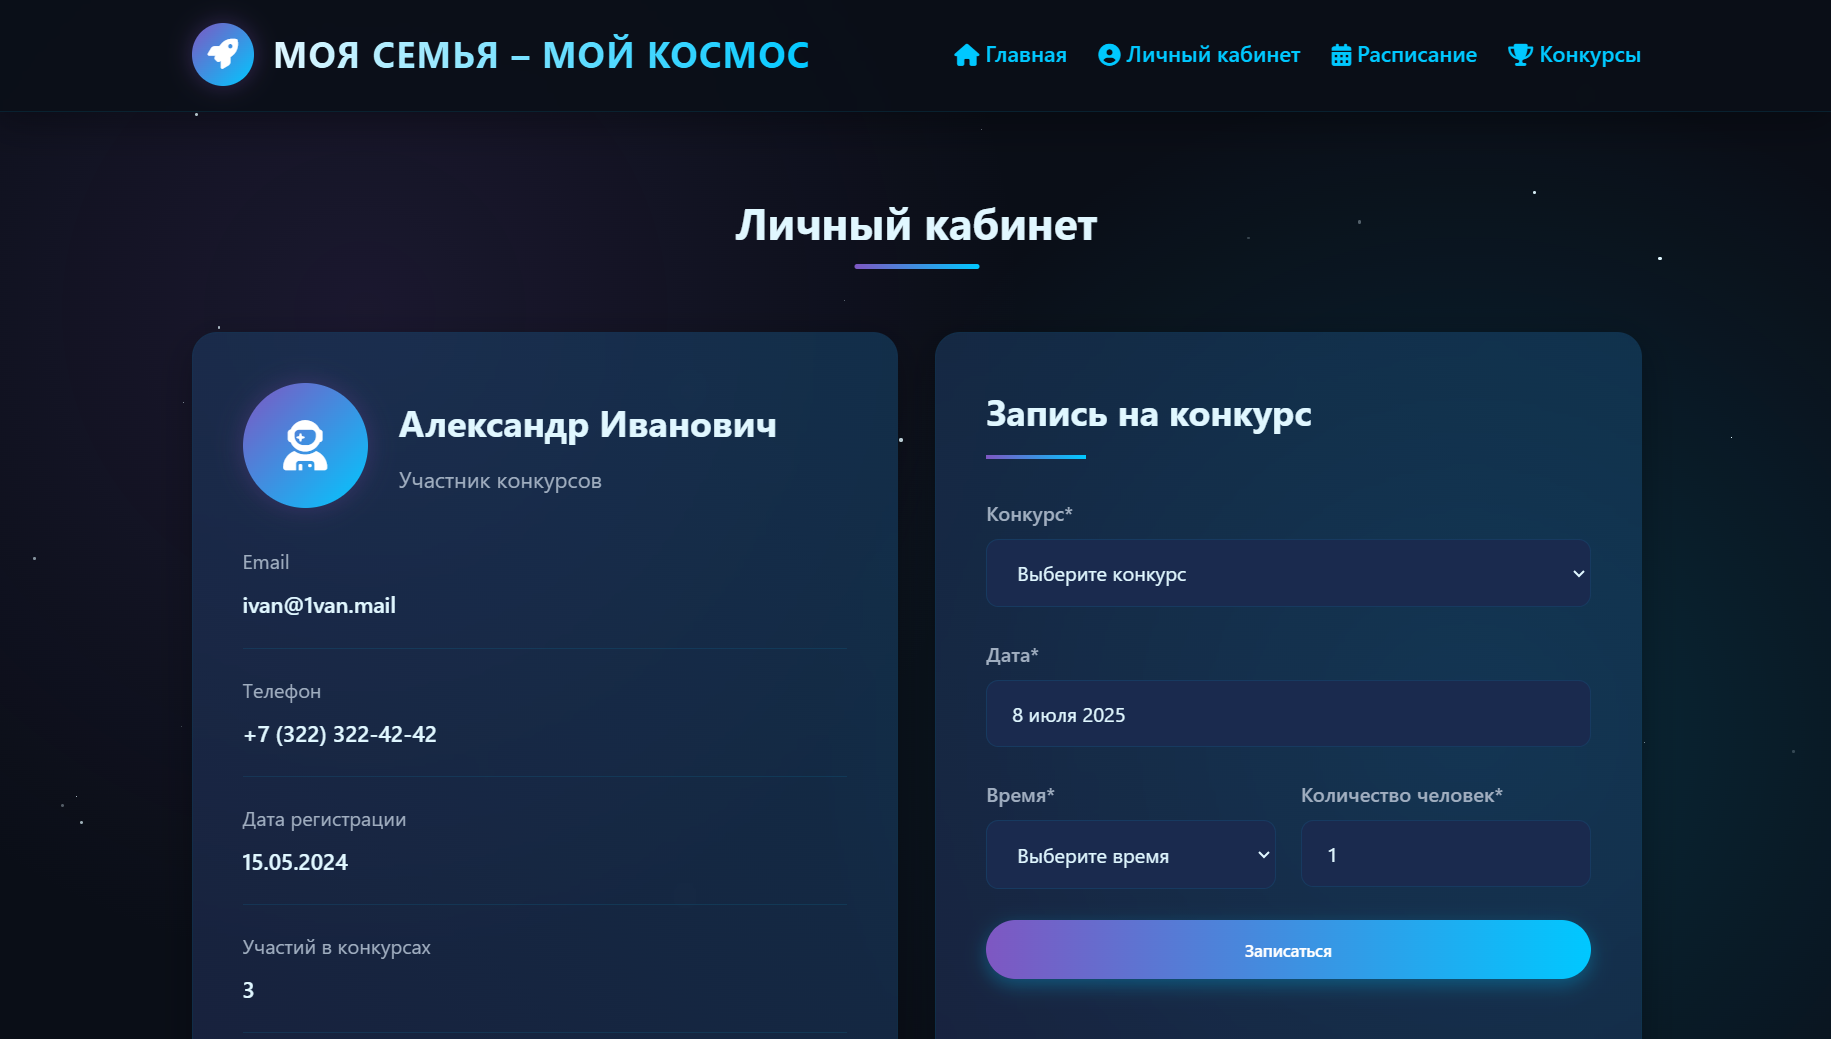 МОЯ СЕМЬЯ – МОЙ КОСМОС
Главная
Личный кабинет
Расписание
Конкурсы
Личный кабинет
Александр Иванович
Участник конкурсов
Email
ivan@1van.mail
Телефон
+7 (322) 322-42-42
Дата регистрации
15.05.2024
Участий в конкурсах
3
Запись на конкурс
Конкурс*
Выберите конкурс
Дата*
8 июля 2025
Время*
Количество человек*
Выберите время
1
Записаться